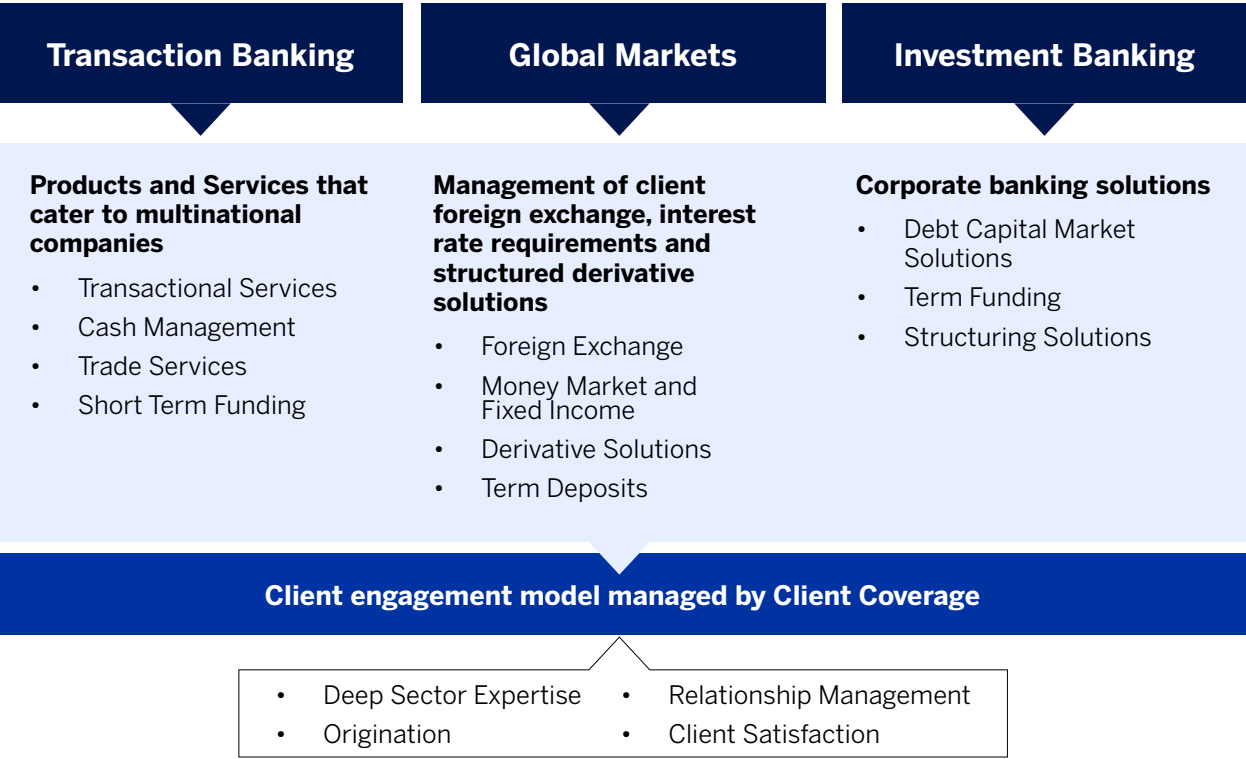 Transaction Banking
Global Markets
Investment Banking
Products and Services that
cater to multinational
companies
• Transactional Services
• Cash Management
• Trade Services
• Short Term Funding
Management of client
foreign exchange, interest
rate requirements and
structured derivative
solutions
• Foreign Exchange
• Money Market and
Fixed Income
• Derivative Solutions
• Term Deposits
Corporate banking solutions
• Debt Capital Market
Solutions
• Term Funding
• Structuring Solutions
Client engagement model managed by Client Coverage
• Deep Sector Expertise
• Origination
• Relationship Management
• Client Satisfaction